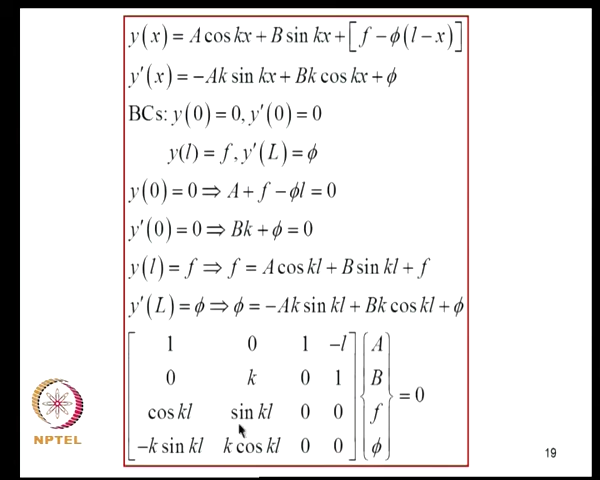 y(x) = A cos kx + B sin kx + [f − ϕ(l − x)]
y′(x) = −Ak sin kx + Bk cos kx + ϕ
BCs: y(0) = 0, y′(0) = 0
y(l) = f, y′(L) = ϕ
y(0) = 0 ⇒ A + f − ϕl = 0
y′(0) = 0 ⇒ Bk + ϕ = 0
y(l) = f ⇒ f = A cos kl + B sin kl + f
y′(L) = ϕ ⇒ ϕ = −Ak sin kl + Bk cos kl + ϕ
1 0 1 −l A
0 k 0 1 B
cos kl sin kl 0 0 f
−k sin kl k cos kl 0 0 ϕ
= 0
NPTEL
19